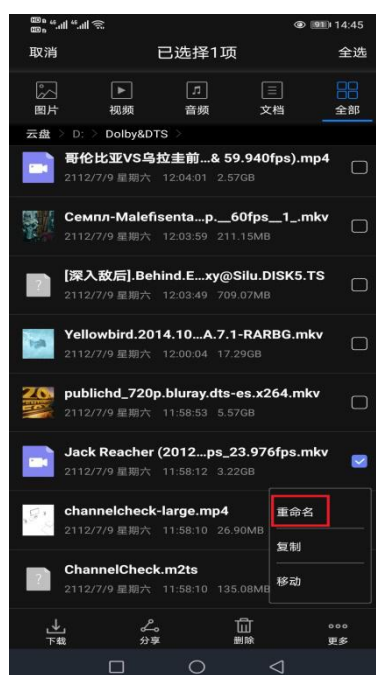 14:45
取消 已选择1项 全选
图片 视频 音频 文档 全部
云盘 > D: > Dolby&DTS >
哥伦比亚VS乌拉圭前...& 59.940fps).mp4
2112/7/9 星期六 12:04:01 2.57GB
Семпл-Malefisenta...p.__60fps__1_.mkv
2112/7/9 星期六 12:03:59 211.15MB
[深入敌后].Behind.E...xy@Silu.DISK5.TS
2112/7/9 星期六 12:03:49 709.07MB
Yellowbird.2014.10...A.7.1-RARBG.mkv
2112/7/9 星期六 12:00:04 17.29GB
publichd_720p.bluray.dts-es.x264.mkv
2112/7/9 星期六 11:58:53 5.57GB
Jack Reacher (2012...ps_23.976fps.mkv
2112/7/9 星期六 11:58:12 3.22GB
channelcheck-large.mp4
2112/7/9 星期六 11:58:10 26.90MB
ChannelCheck.m2ts
2112/7/9 星期六 11:58:10 135.08MB
重命名
复制
移动
下载 分享 删除 更多